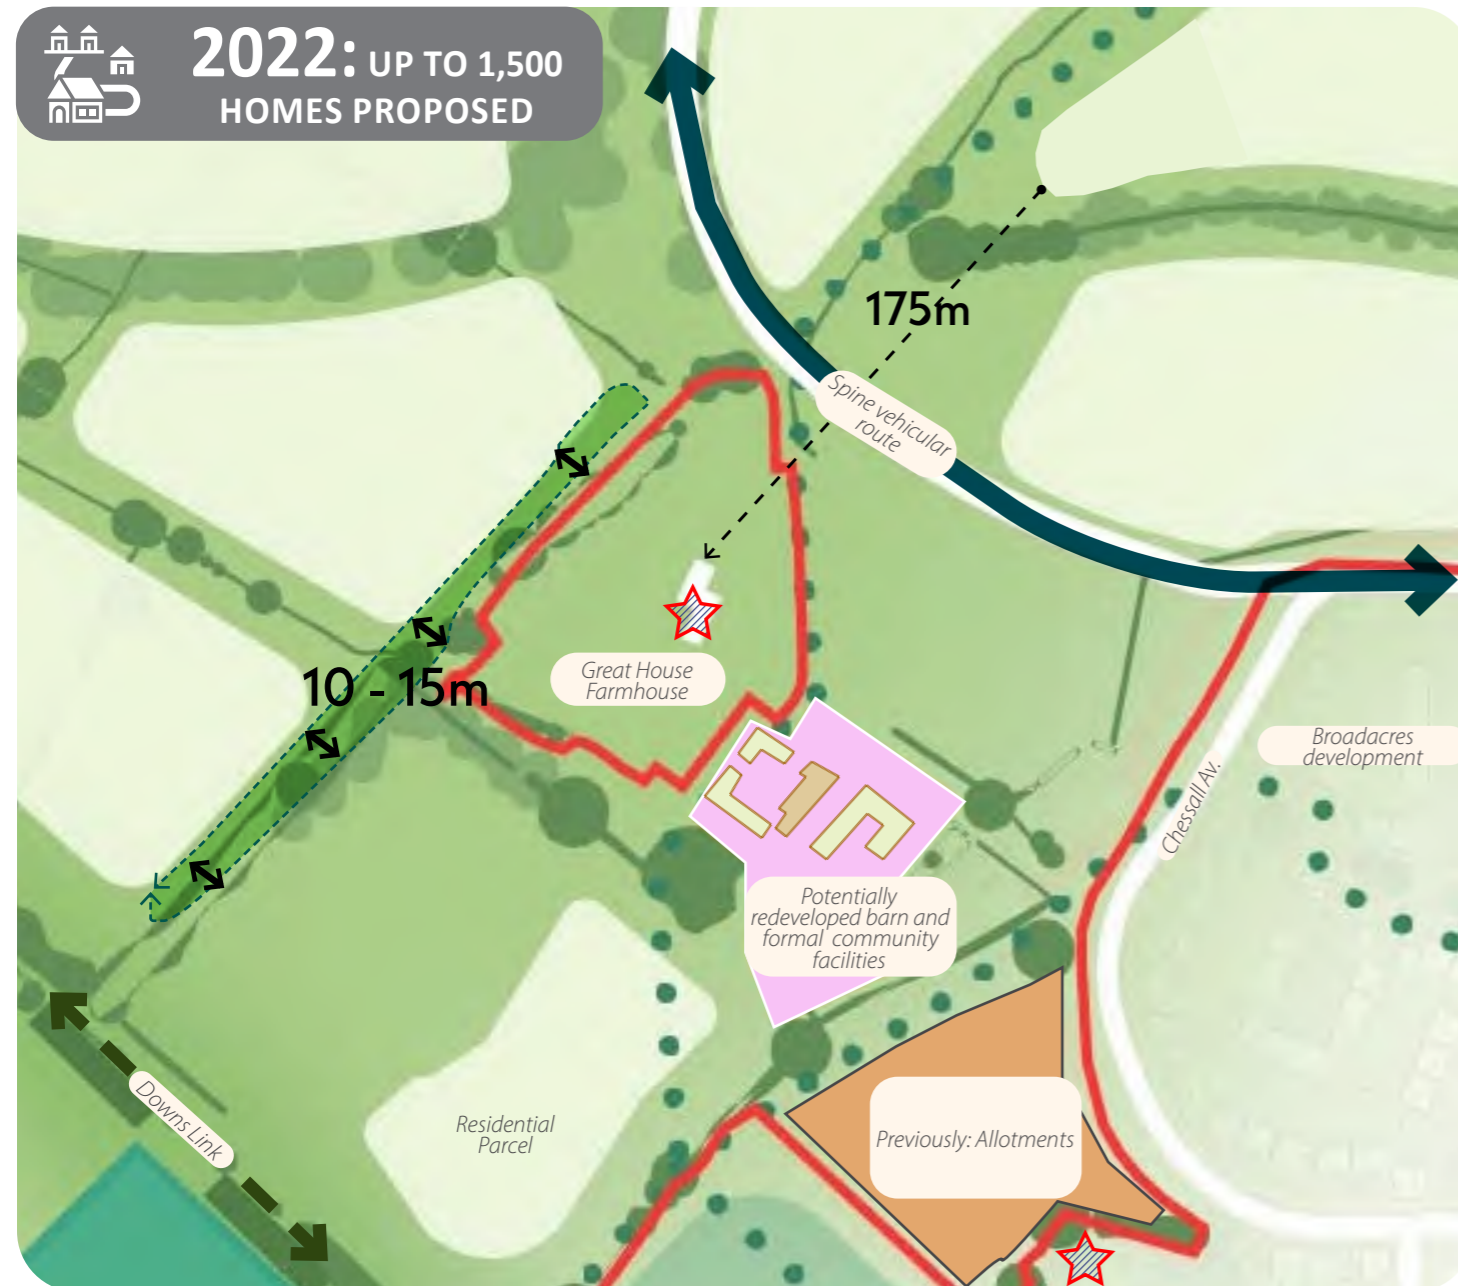 2022: UP TO 1,500
HOMES PROPOSED
175m
Spine vehicular
route
Great House
Farmhouse
10 - 15m
Broadacres
development
Chessall Av.
Potentially
redeveloped barn and
formal community
facilities
Downs Link
Residential
Parcel
Previously: Allotments